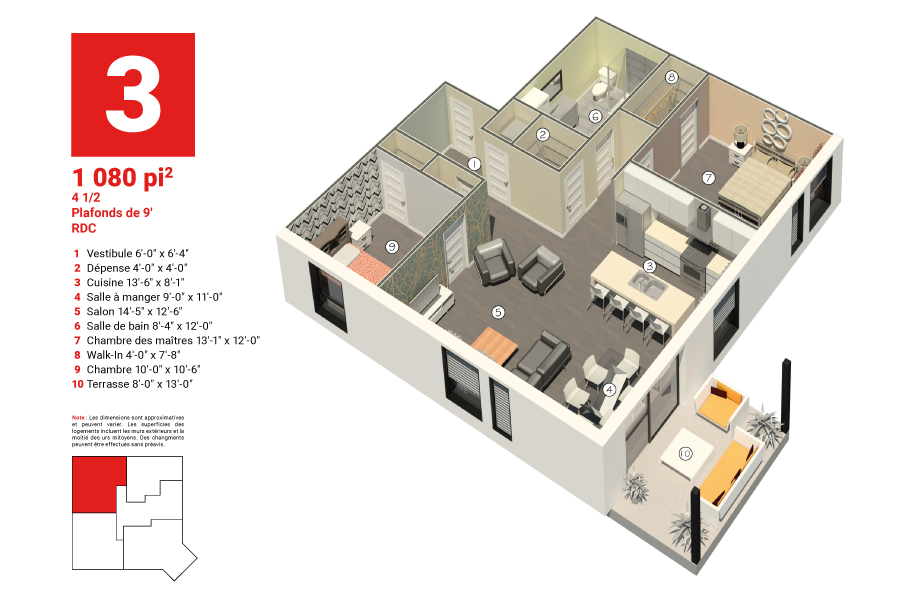 3
1 080 pi²
4 1/2
Plafonds de 9'
RDC
1 Vestibule 6'-0" x 6'-4"
2 Dépense 4'-0" x 4'-0"
3 Cuisine 13'-6" x 8'-1"
4 Salle à manger 9'-0" x 11'-0"
5 Salon 14'-5" x 12'-6"
6 Salle de bain 8'-4" x 12'-0"
7 Chambre des maîtres 13'-1" x 12'-0"
8 Walk-In 4'-0" x 7'-8"
9 Chambre 10'-0" x 10'-6"
10 Terrasse 8'-0" x 13'-0"
Note : Les dimensions sont approximatives
et peuvent varier. Les superficies des
logements incluent les murs extérieurs et la
moitié des urs mitoyens. Des changments
peuvent être effectués sans préavis.
8
6
2
1
7
9
3
5
4
10